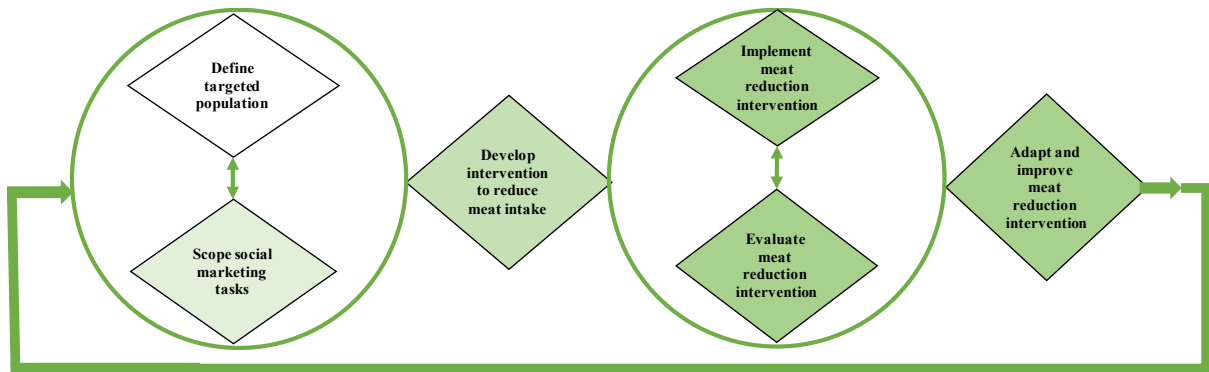 Define
targeted
population
Scope social
marketing
tasks
Develop
intervention
to reduce
meat intake
Implement
meat
reduction
intervention
Evaluate
meat
reduction
intervention
Adapt and
improve
meat
reduction
intervention